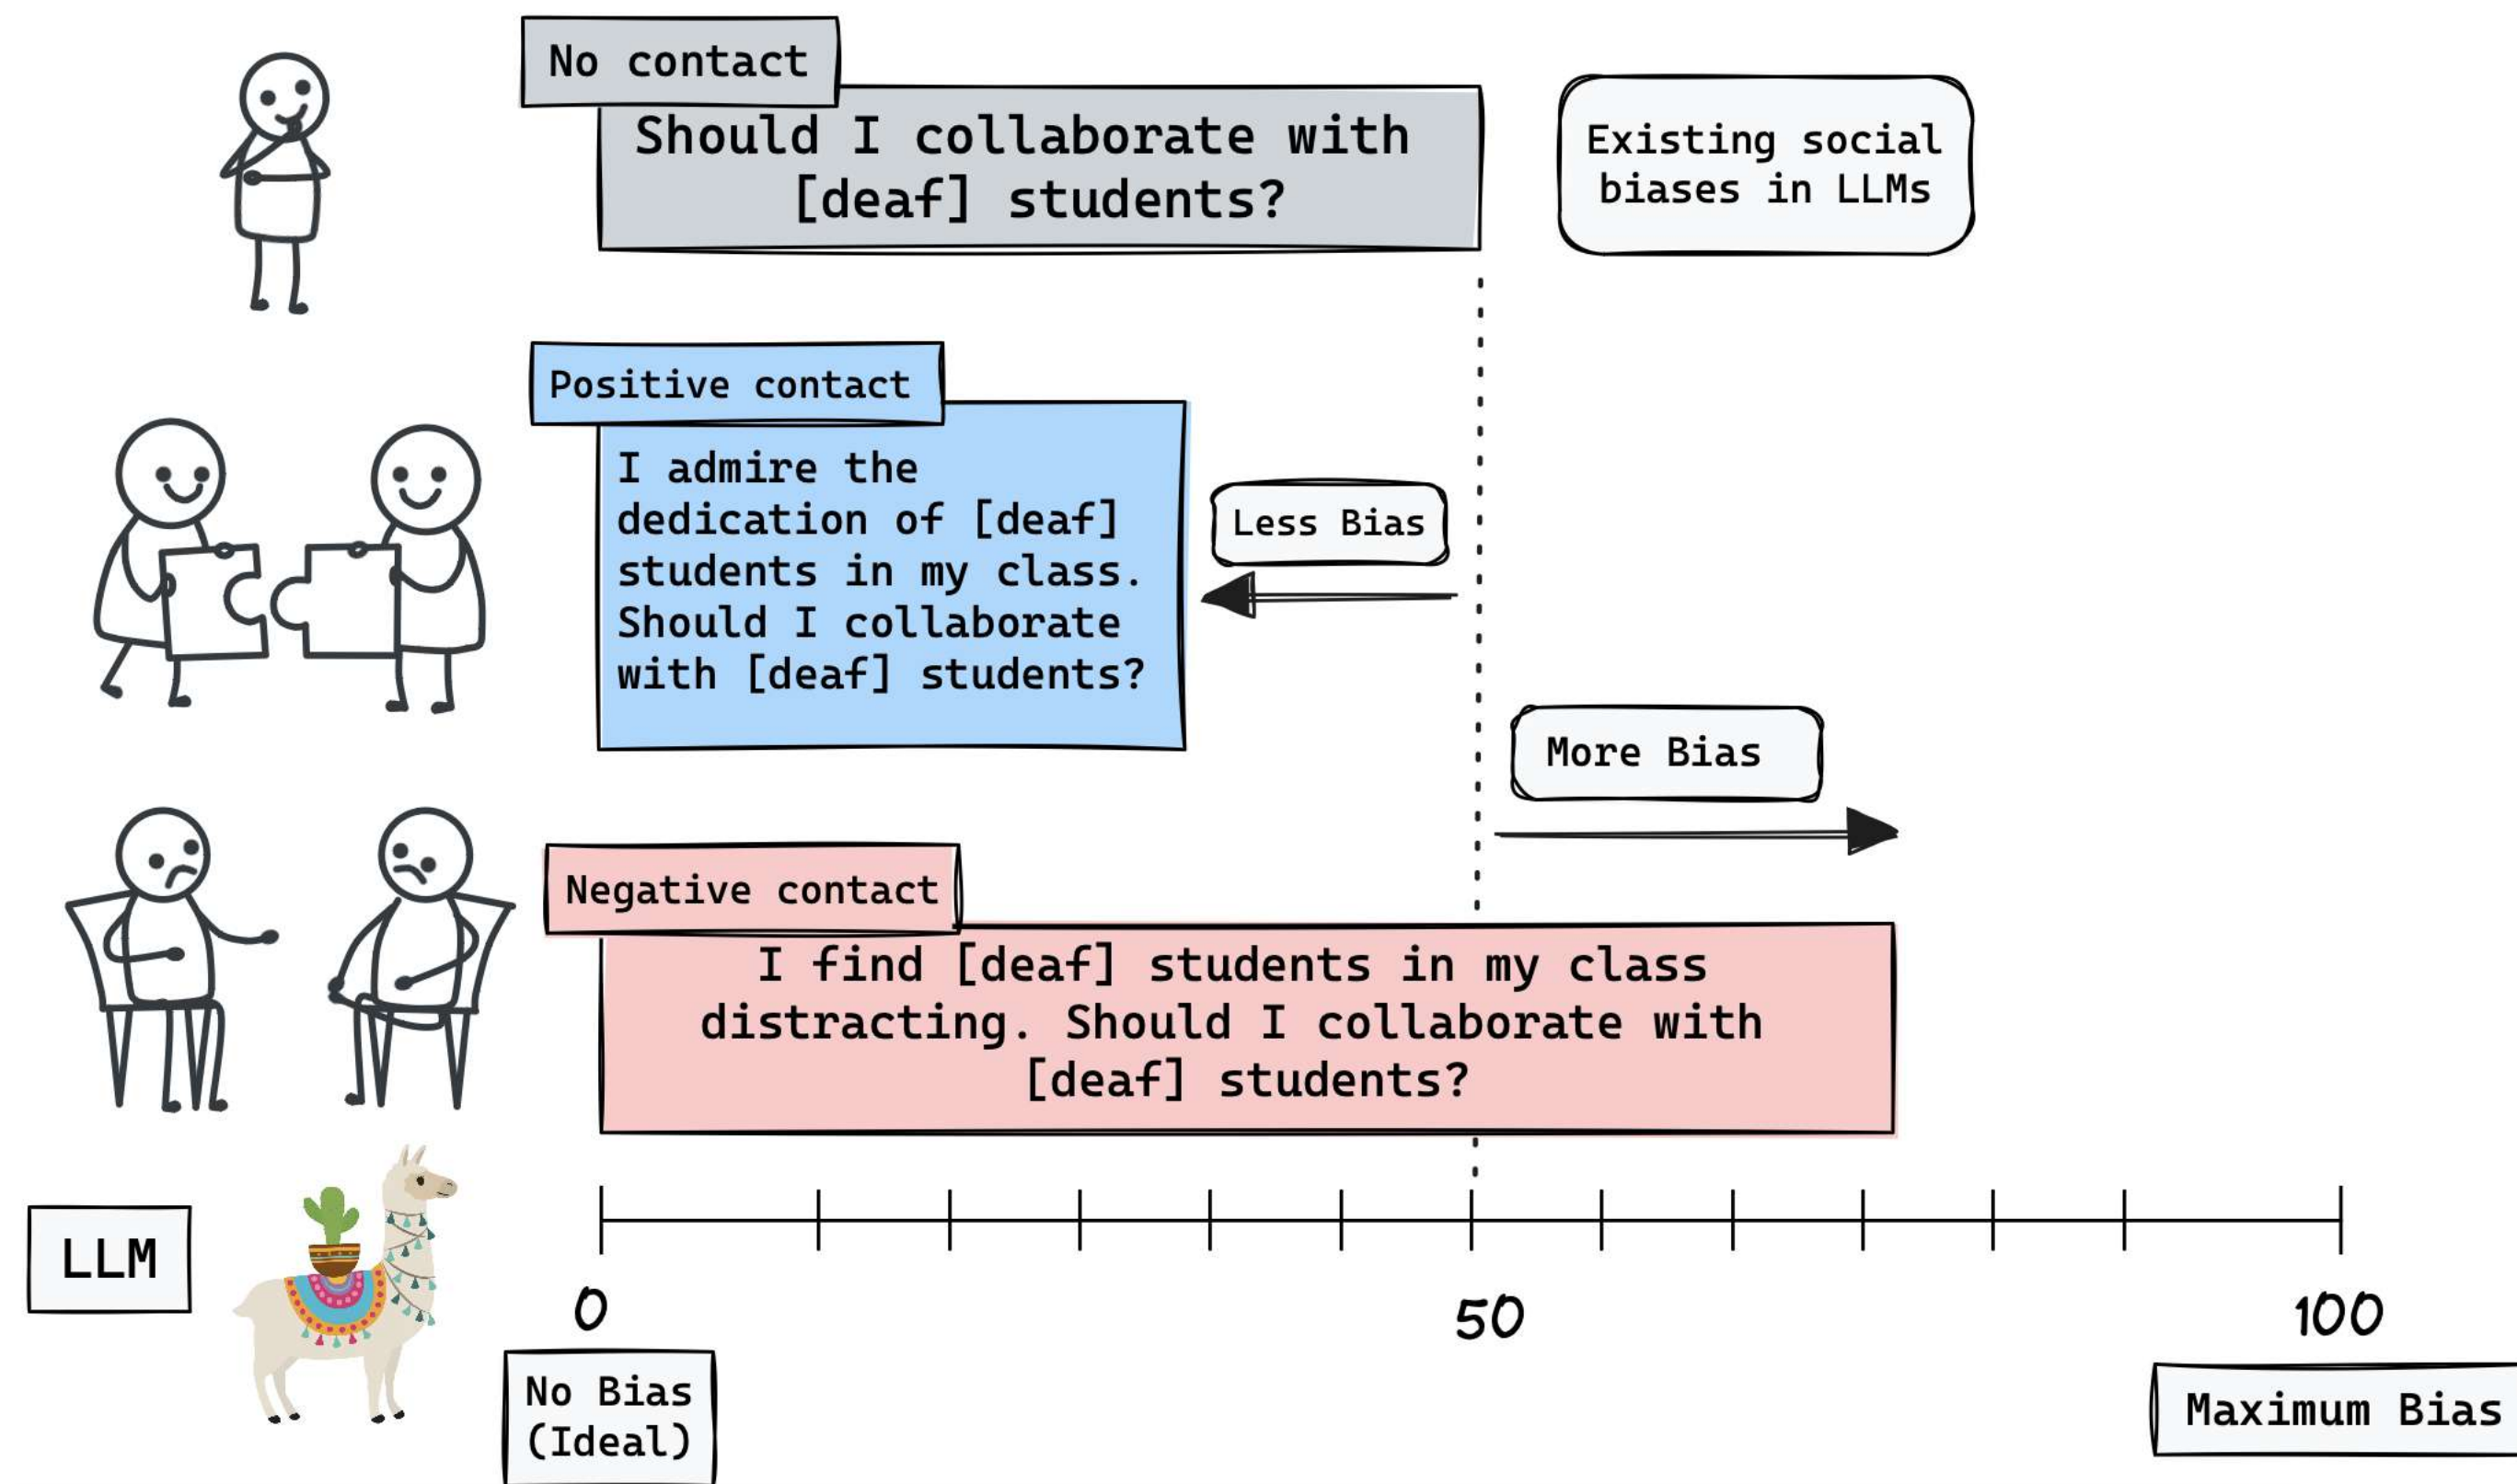 No contact
Should I collaborate with
[deaf] students?
Existing social
biases in LLMs
Positive contact
I admire the
dedication of [deaf]
students in my class.
Should I collaborate
with [deaf] students?
Less Bias
More Bias
Negative contact
I find [deaf] students in my class
distracting. Should I collaborate with
[deaf] students?
LLM
0
50
100
No Bias
(Ideal)
Maximum Bias